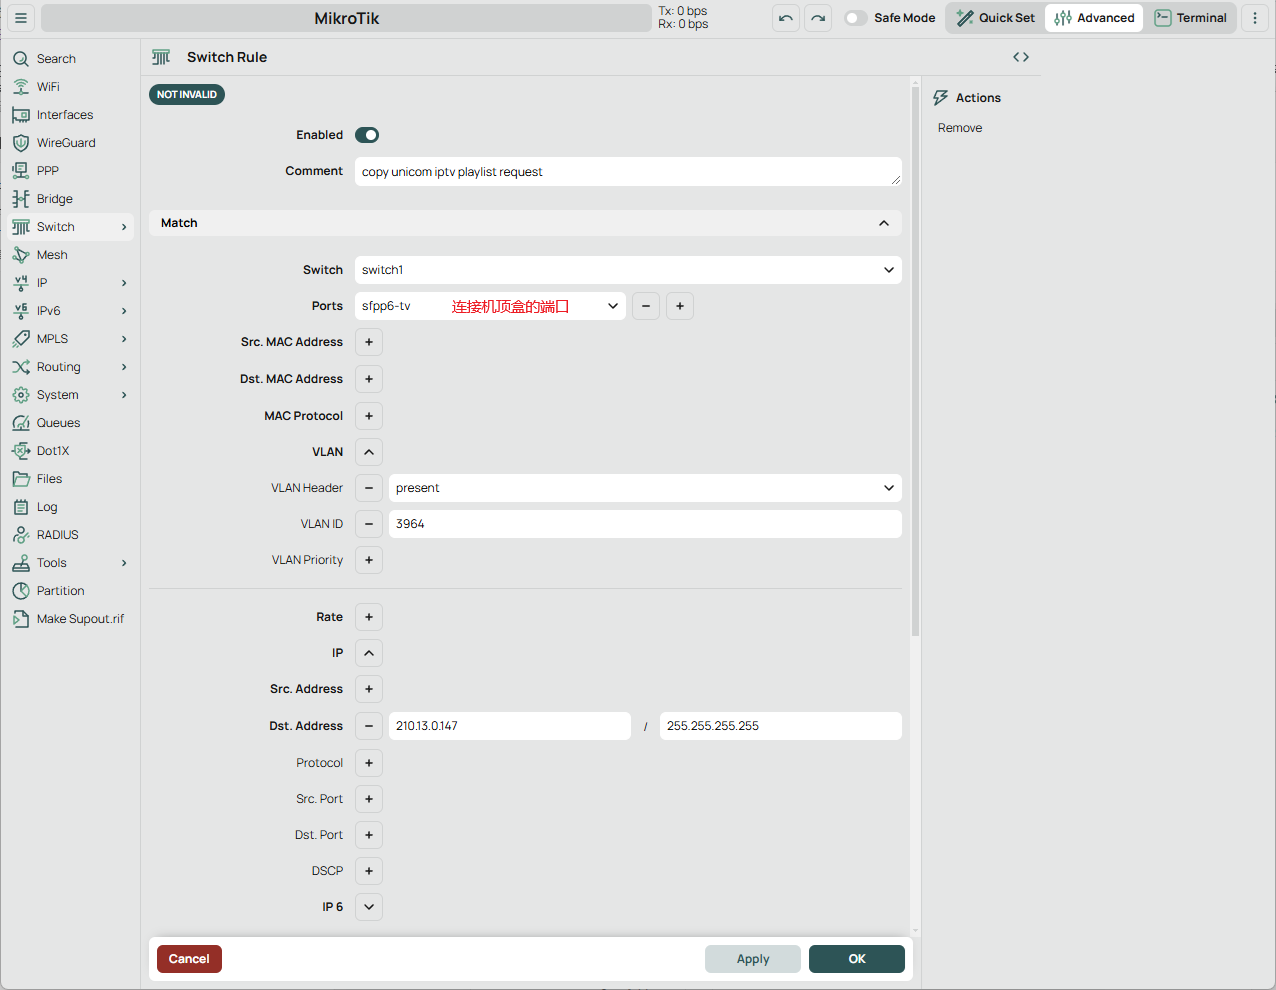 MikroTik
Tx: 0 bps
Rx: 0 bps
Safe Mode
Quick Set
Advanced
Terminal
Search
WiFi
Interfaces
WireGuard
PPP
Bridge
Switch
Mesh
IP
IPv6
MPLS
Routing
System
Queues
Dot1X
Files
Log
RADIUS
Tools
Partition
Make Supout.rif
Switch Rule
NOT INVALID
Enabled
Comment copy unicom iptv playlist request
Match
Switch switch1
Ports sfpp6-tv 连接机顶盒的端口
Src. MAC Address
Dst. MAC Address
MAC Protocol
VLAN
VLAN Header present
VLAN ID 3964
VLAN Priority
Rate
IP
Src. Address
Dst. Address 210.13.0.147 / 255.255.255.255
Protocol
Src. Port
Dst. Port
DSCP
IP 6
Cancel
Apply
OK
Actions
Remove